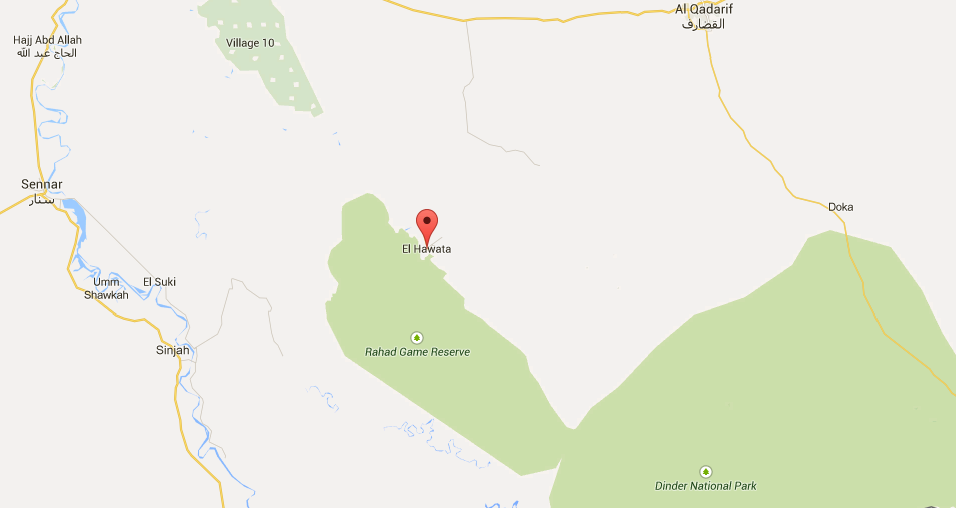 Al Qadarif
القضارف
Hajj Abd Allah
الحاج عبد الله
Village 10
Sennar
سنار
Doka
El Hawata
Umm
Shawkah
El Suki
Sinjah
Rahad Game Reserve
Dinder National Park